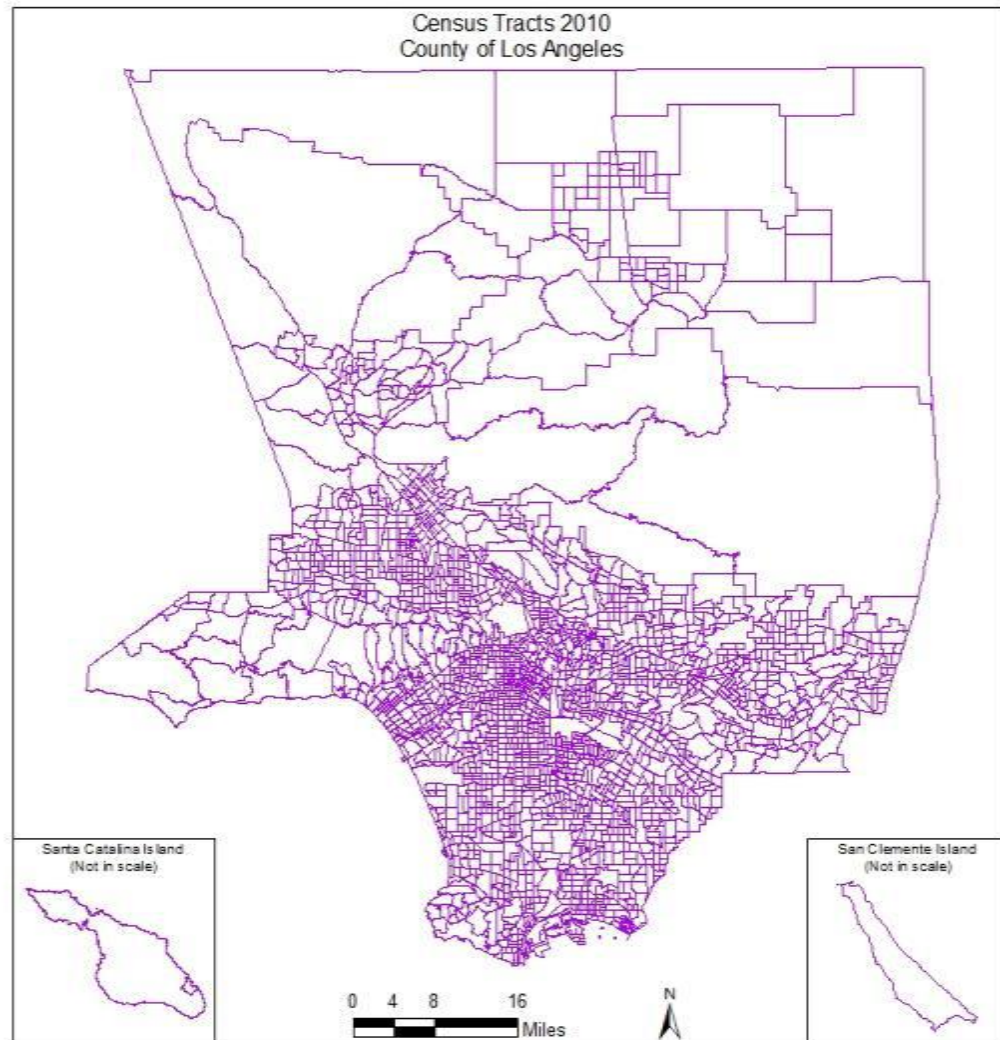 Census Tracts 2010
County of Los Angeles
Santa Catalina Island
(Not in scale)
San Clemente Island
(Not in scale)
0 4 8 16
Miles
N